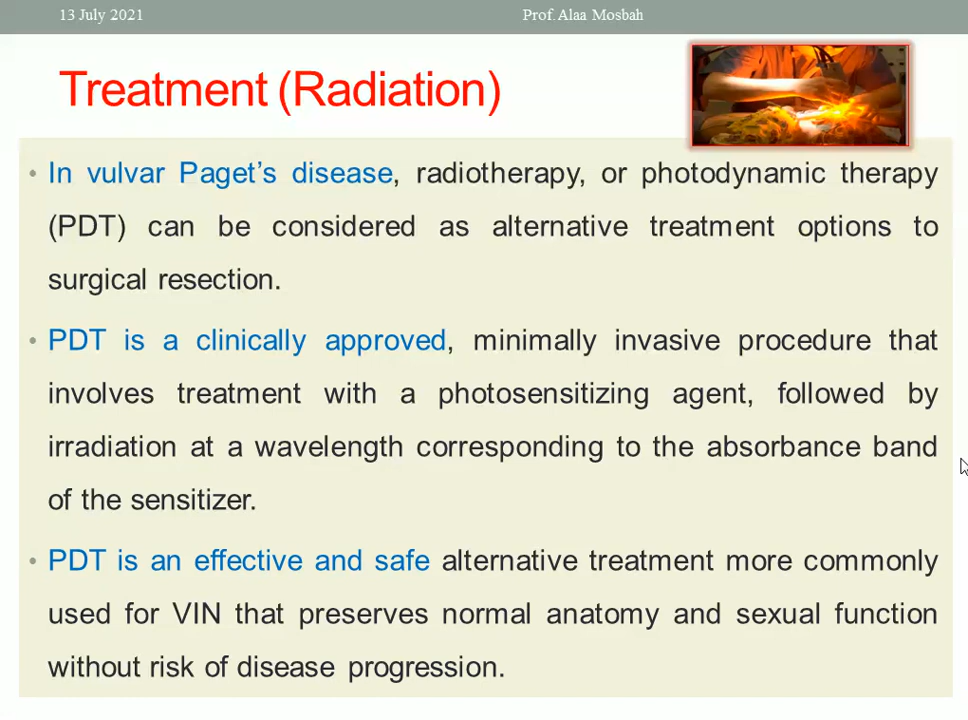 13 July 2021 Prof. Alaa Mosbah
Treatment (Radiation)
• In vulvar Paget’s disease, radiotherapy, or photodynamic therapy
(PDT) can be considered as alternative treatment options to
surgical resection.
• PDT is a clinically approved, minimally invasive procedure that
involves treatment with a photosensitizing agent, followed by
irradiation at a wavelength corresponding to the absorbance band
of the sensitizer.
• PDT is an effective and safe alternative treatment more commonly
used for VIN that preserves normal anatomy and sexual function
without risk of disease progression.